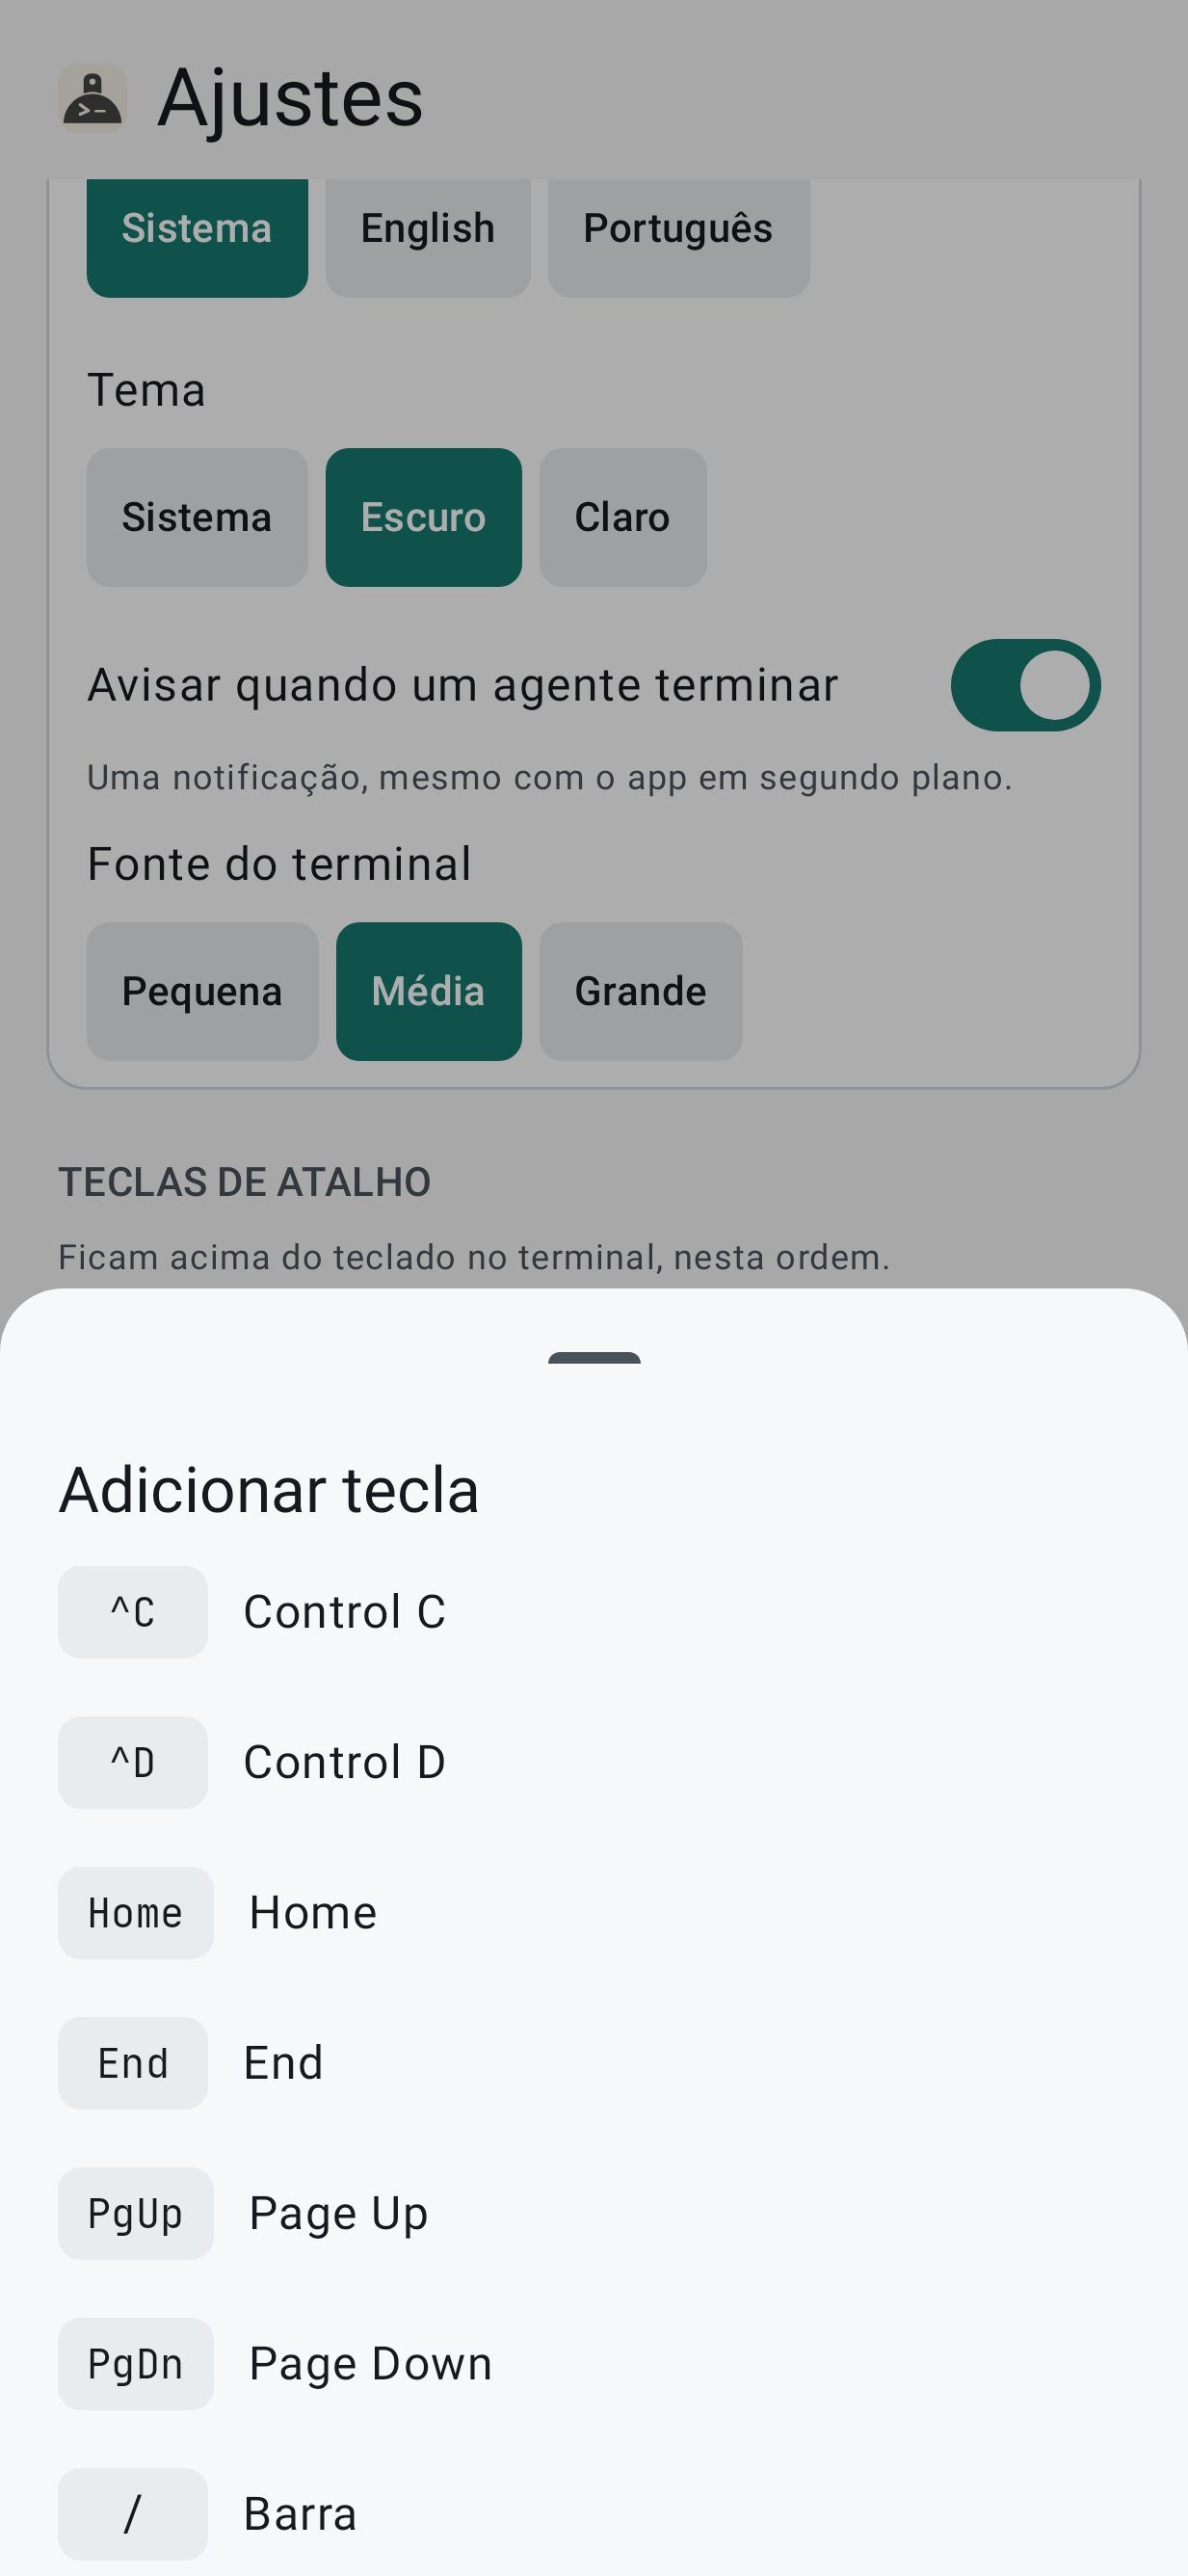 Ajustes
Sistema English Português
Tema
Sistema Escuro Claro
Avisar quando um agente terminar
Uma notificação, mesmo com o app em segundo plano.
Fonte do terminal
Pequena Média Grande
TECLAS DE ATALHO
Ficam acima do teclado no terminal, nesta ordem.
Adicionar tecla
^C Control C
^D Control D
Home Home
End End
PgUp Page Up
PgDn Page Down
/ Barra